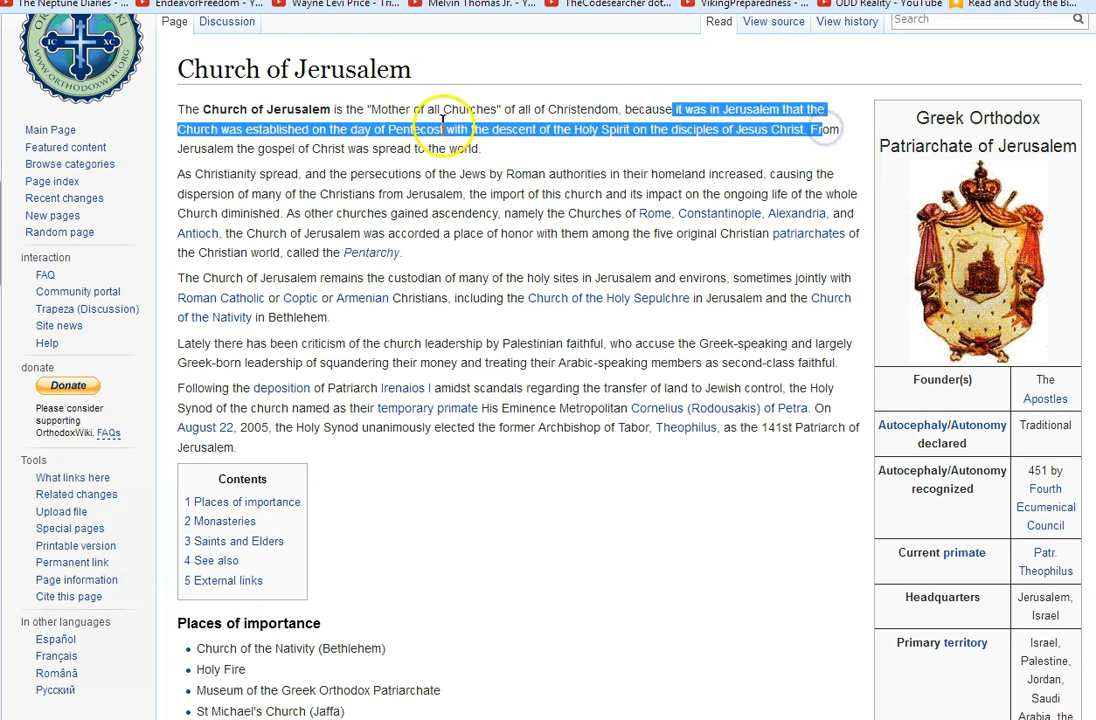 The Neptune Diaries - ...
EndeavorFreedom - Y...
Wayne Levi Price - Tri...
Melvin Thomas Jr. - Y...
TheCodesearcher dot...
VikingPreparedness - ...
ODD Reality - YouTube
Read and Study the Bi...
Page
Discussion
Read
View source
View history
Search
IC XC
WWW.ORTHODOXWIKI.ORG
Main Page
Featured content
Browse categories
Page index
Recent changes
New pages
Random page
interaction
FAQ
Community portal
Trapeza (Discussion)
Site news
Help
donate
Donate
Please consider
supporting
OrthodoxWiki. FAQs
Tools
What links here
Related changes
Upload file
Special pages
Printable version
Permanent link
Page information
Cite this page
In other languages
Español
Français
Română
Русский
Church of Jerusalem
The Church of Jerusalem is the "Mother of all Churches" of all of Christendom, because it was in Jerusalem that the
Church was established on the day of Pentecost with the descent of the Holy Spirit on the disciples of Jesus Christ. From
Jerusalem the gospel of Christ was spread to the world.
As Christianity spread, and the persecutions of the Jews by Roman authorities in their homeland increased, causing the
dispersion of many of the Christians from Jerusalem, the import of this church and its impact on the ongoing life of the whole
Church diminished. As other churches gained ascendency, namely the Churches of Rome, Constantinople, Alexandria, and
Antioch, the Church of Jerusalem was accorded a place of honor with them among the five original Christian patriarchates of
the Christian world, called the Pentarchy.
The Church of Jerusalem remains the custodian of many of the holy sites in Jerusalem and environs, sometimes jointly with
Roman Catholic or Coptic or Armenian Christians, including the Church of the Holy Sepulchre in Jerusalem and the Church
of the Nativity in Bethlehem.
Lately there has been criticism of the church leadership by Palestinian faithful, who accuse the Greek-speaking and largely
Greek-born leadership of squandering their money and treating their Arabic-speaking members as second-class faithful.
Following the deposition of Patriarch Irenaios I amidst scandals regarding the transfer of land to Jewish control, the Holy
Synod of the church named as their temporary primate His Eminence Metropolitan Cornelius (Rodousakis) of Petra. On
August 22, 2005, the Holy Synod unanimously elected the former Archbishop of Tabor, Theophilus, as the 141st Patriarch of
Jerusalem.
Contents
1 Places of importance
2 Monasteries
3 Saints and Elders
4 See also
5 External links
Places of importance
Church of the Nativity (Bethlehem)
Holy Fire
Museum of the Greek Orthodox Patriarchate
St Michael's Church (Jaffa)
Greek Orthodox
Patriarchate of Jerusalem
Founder(s)
The
Apostles
Autocephaly/Autonomy
declared
Traditional
Autocephaly/Autonomy
recognized
451 by
Fourth
Ecumenical
Council
Current primate
Patr.
Theophilus
Headquarters
Jerusalem,
Israel
Primary territory
Israel,
Palestine,
Jordan,
Saudi
Arabia, the